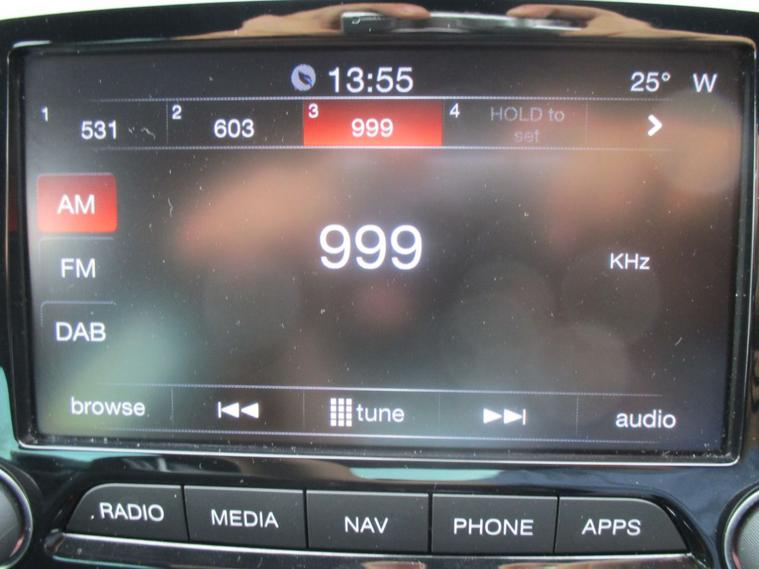 13:55
25° W
1 531 2 603 3 999 4 HOLD to
set
AM
999
KHz
FM
DAB
browse tune audio
RADIO MEDIA NAV PHONE APPS